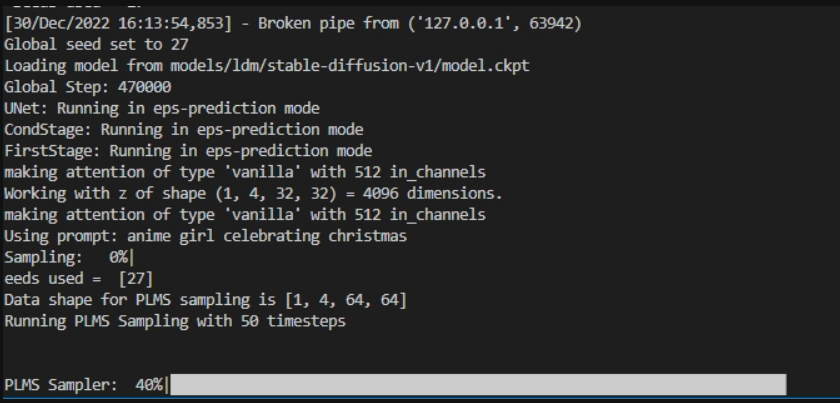 [30/Dec/2022 16:13:54,853] - Broken pipe from ('127.0.0.1', 63942)
Global seed set to 27
Loading model from models/ldm/stable-diffusion-v1/model.ckpt
Global Step: 470000
UNet: Running in eps-prediction mode
CondStage: Running in eps-prediction mode
FirstStage: Running in eps-prediction mode
making attention of type 'vanilla' with 512 in_channels
Working with z of shape (1, 4, 32, 32) = 4096 dimensions.
making attention of type 'vanilla' with 512 in_channels
Using prompt: anime girl celebrating christmas
Sampling:   0%|
eeds used =  [27]
Data shape for PLMS sampling is [1, 4, 64, 64]
Running PLMS Sampling with 50 timesteps
PLMS Sampler:  40%|